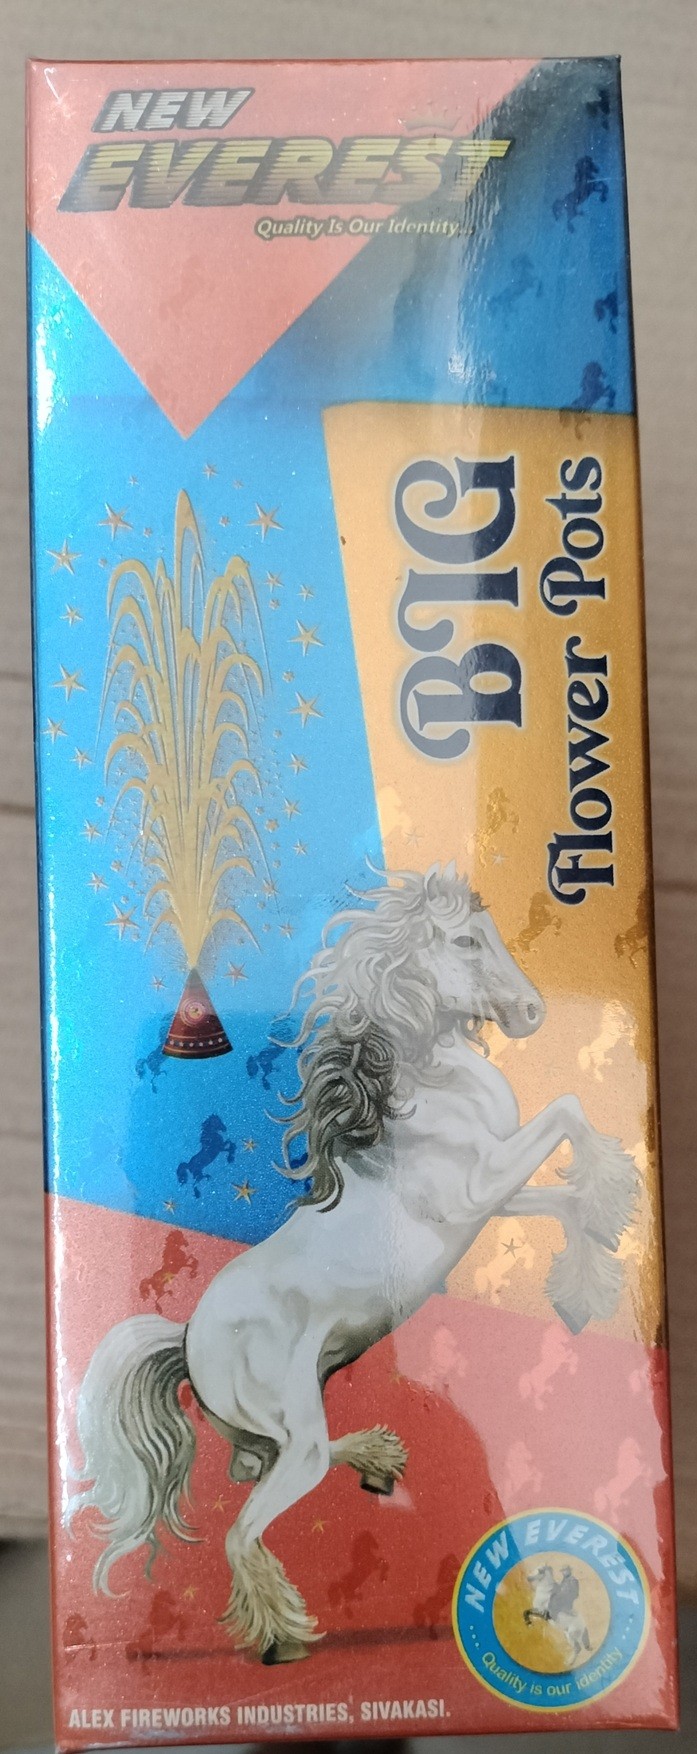 NEW
EVEREST
Quality Is Our Identity...
BIG
Flower Pots
NEW EVEREST
.... Quality is our identity ....
ALEX FIREWORKS INDUSTRIES, SIVAKASI.